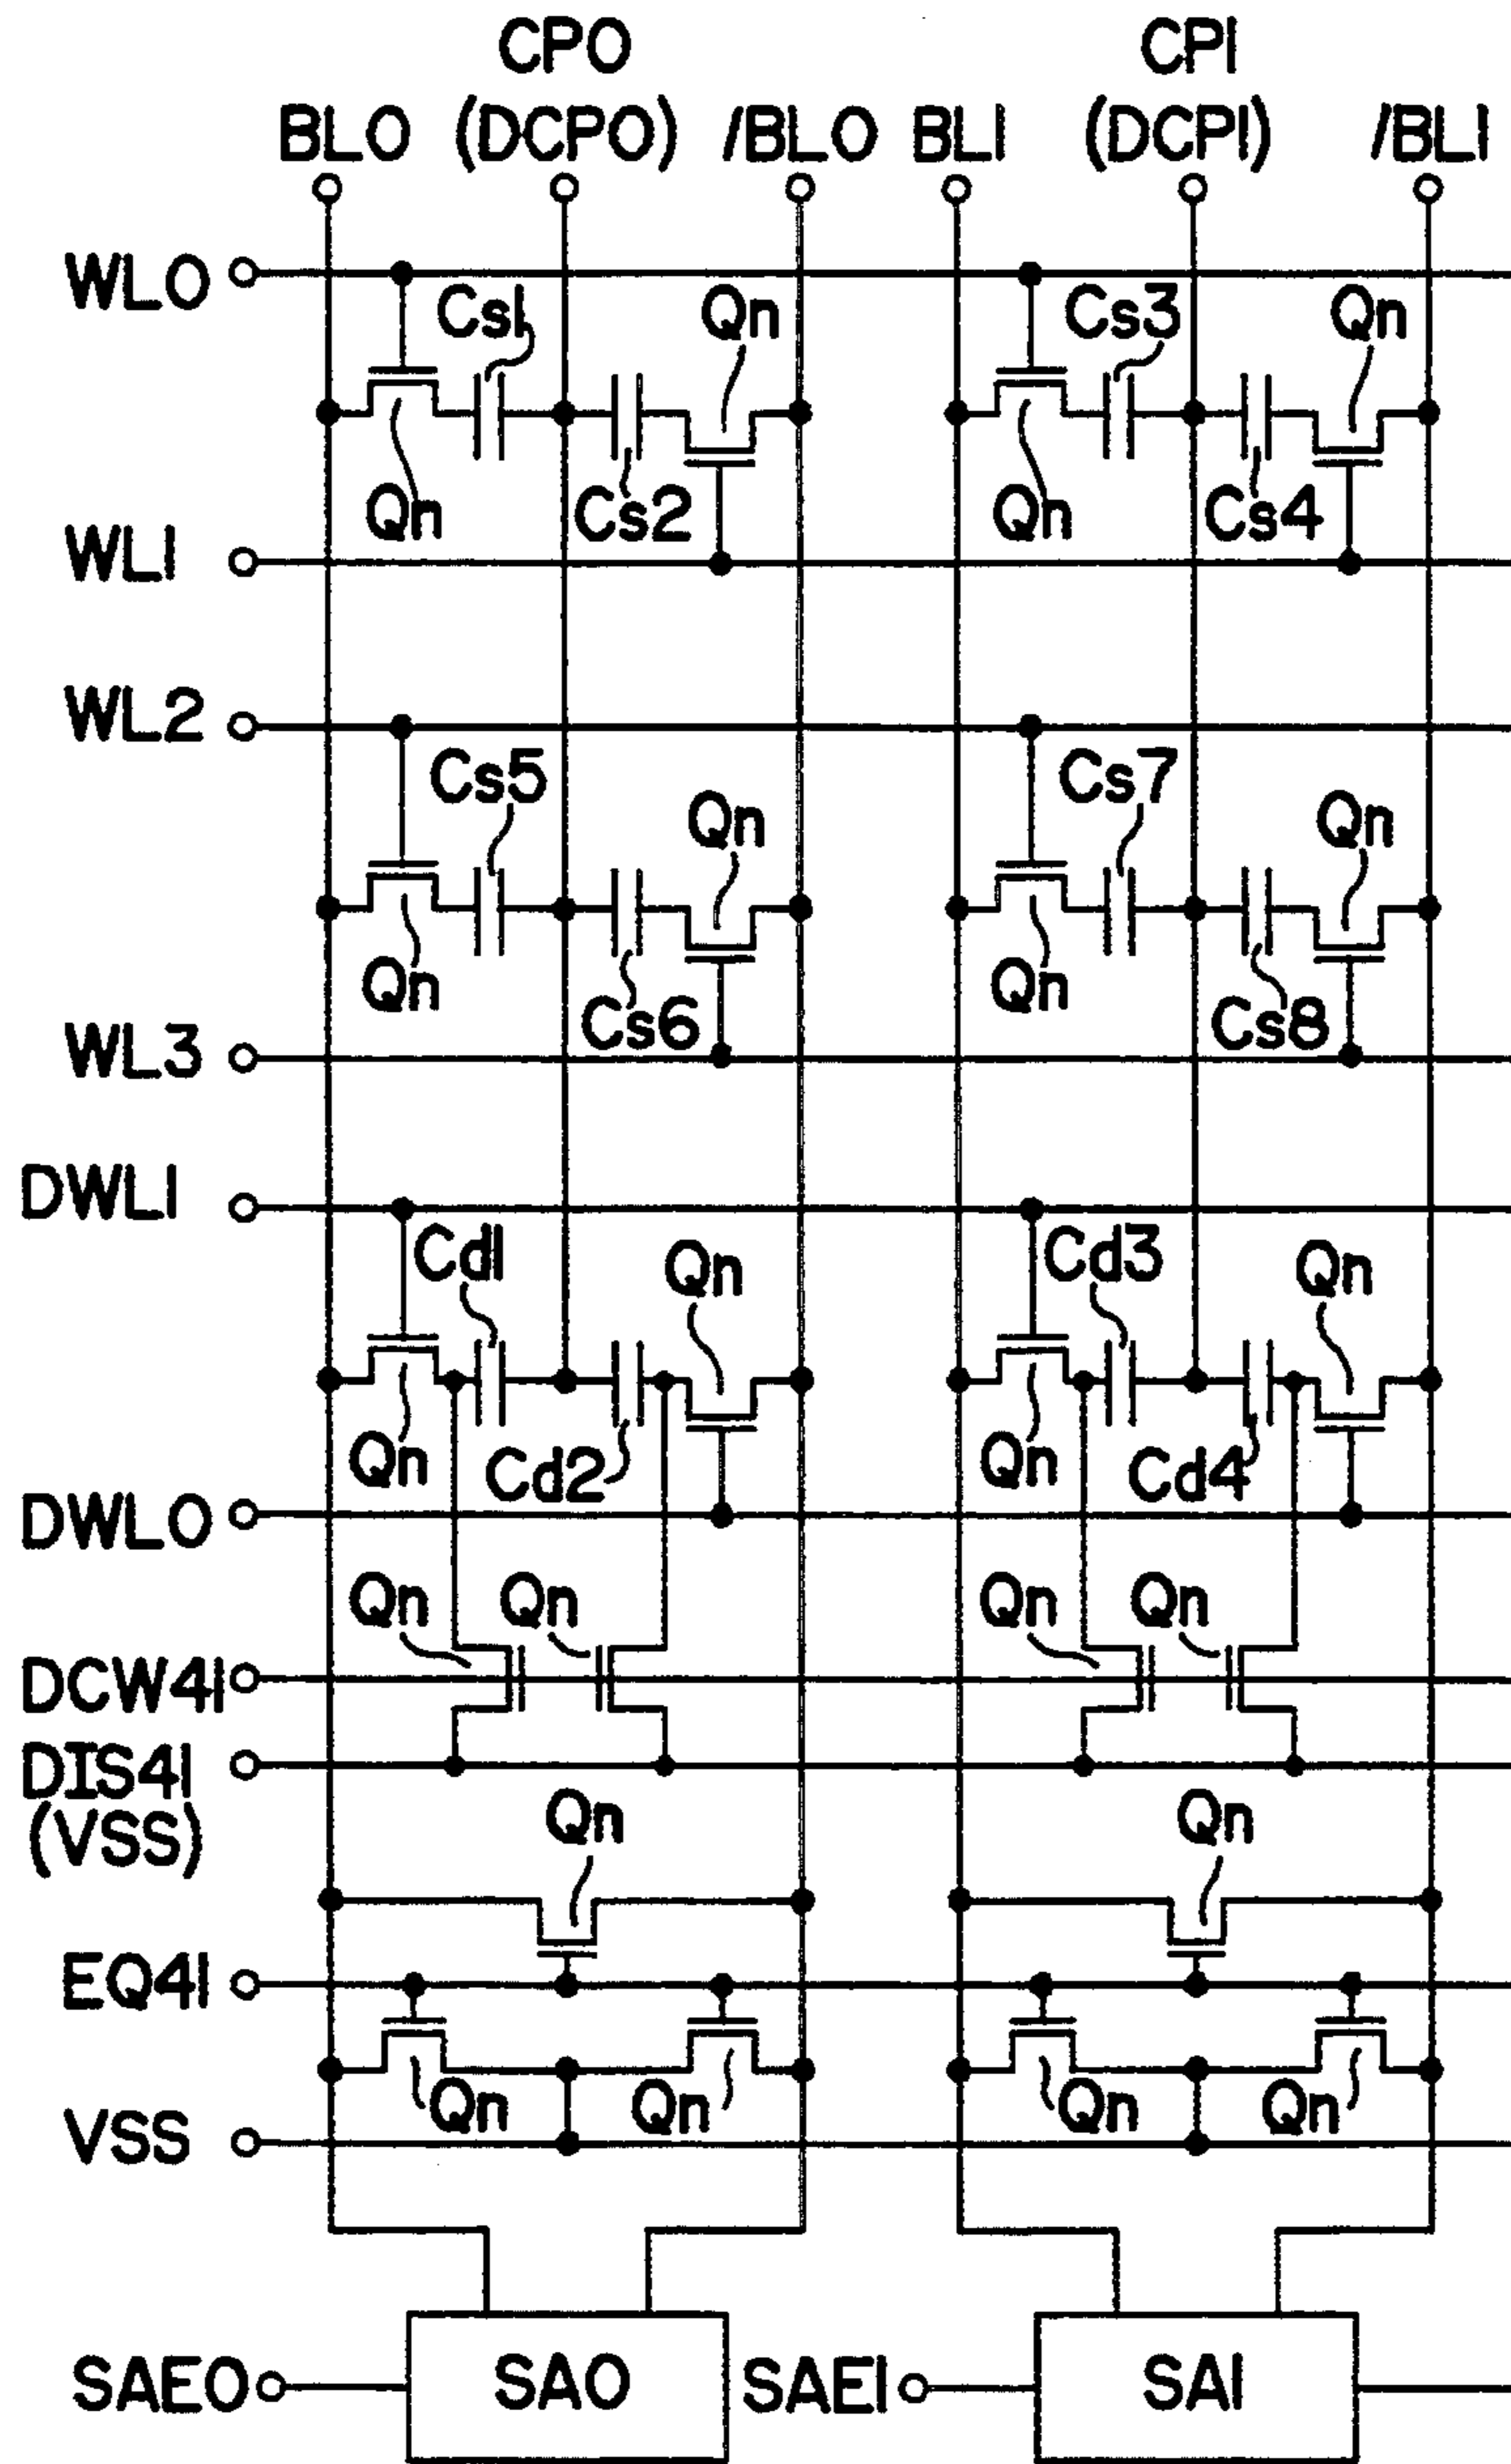 CP0 CP1
BL0 (DCP0) /BL0 BL1 (DCP1) /BL1
WL0
Cs1 Qn Cs3 Qn
Qn Cs2 Qn Cs4
WL1
WL2
Cs5 Qn Cs7 Qn
Qn Cs6 Qn Cs8
WL3
DWL1
Cd1 Qn Cd3 Qn
Qn Cd2 Qn Cd4
DWL0
Qn Qn Qn Qn
DCW41
DIS41
(VSS)
Qn Qn
EQ41
Qn Qn Qn Qn
VSS
SAE0 SA0 SAE1 SA1